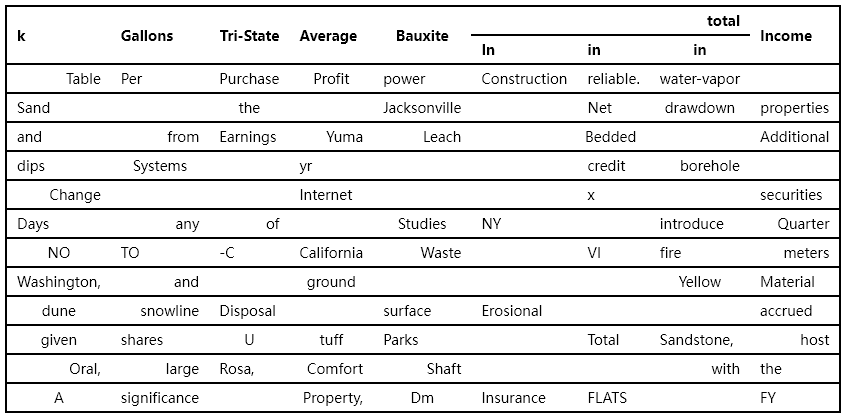 total
k Gallons Tri-State Average Bauxite Income
In in in
Table Per Purchase Profit power Construction reliable. water-vapor
Sand the Jacksonville Net drawdown properties
and from Earnings Yuma Leach Bedded Additional
dips Systems yr credit borehole
Change Internet x securities
Days any of Studies NY introduce Quarter
NO TO -C California Waste VI fire meters
Washington, and ground Yellow Material
dune snowline Disposal surface Erosional accrued
given shares U tuff Parks Total Sandstone, host
Oral, large Rosa, Comfort Shaft with the
A significance Property, Dm Insurance FLATS FY